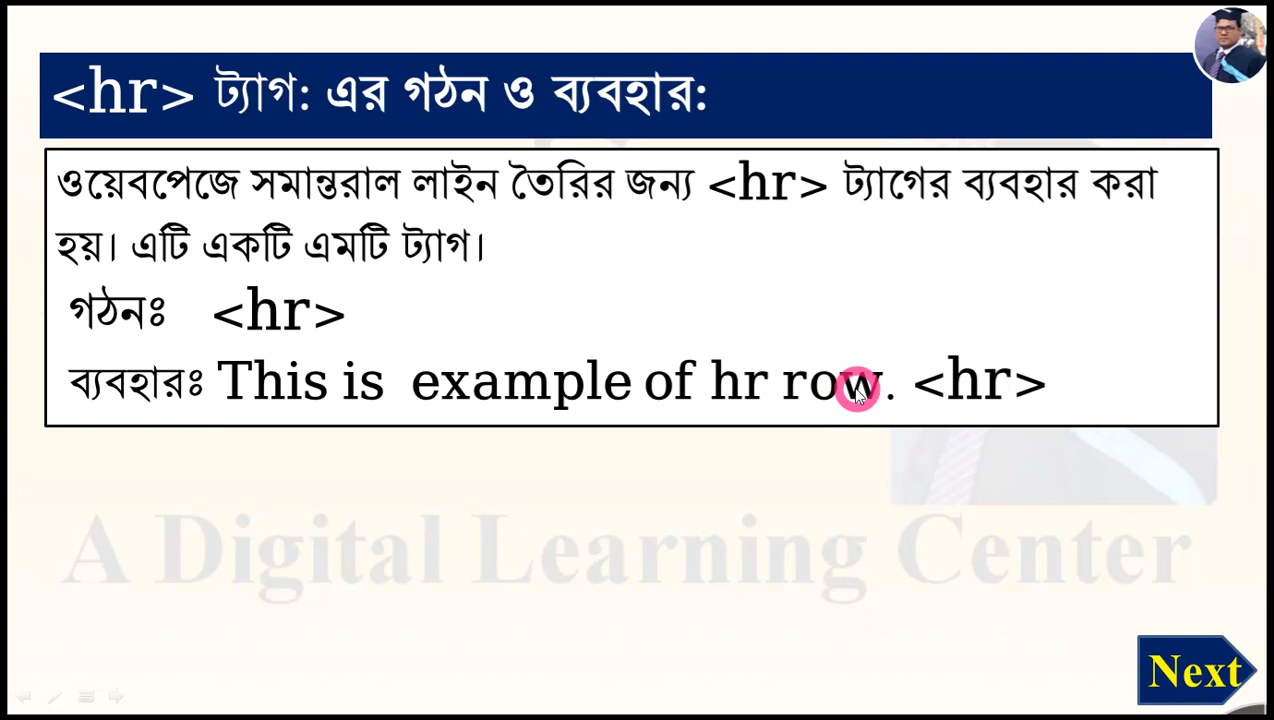 <hr> ট্যাগ: এর গঠন ও ব্যবহার:
ওয়েবপেজে সমান্তরাল লাইন তৈরির জন্য <hr> ট্যাগের ব্যবহার করা
হয়। এটি একটি এমটি ট্যাগ।
গঠনঃ <hr>
ব্যবহারঃ This is example of hr row. <hr>
A Digital Learning Center
Next